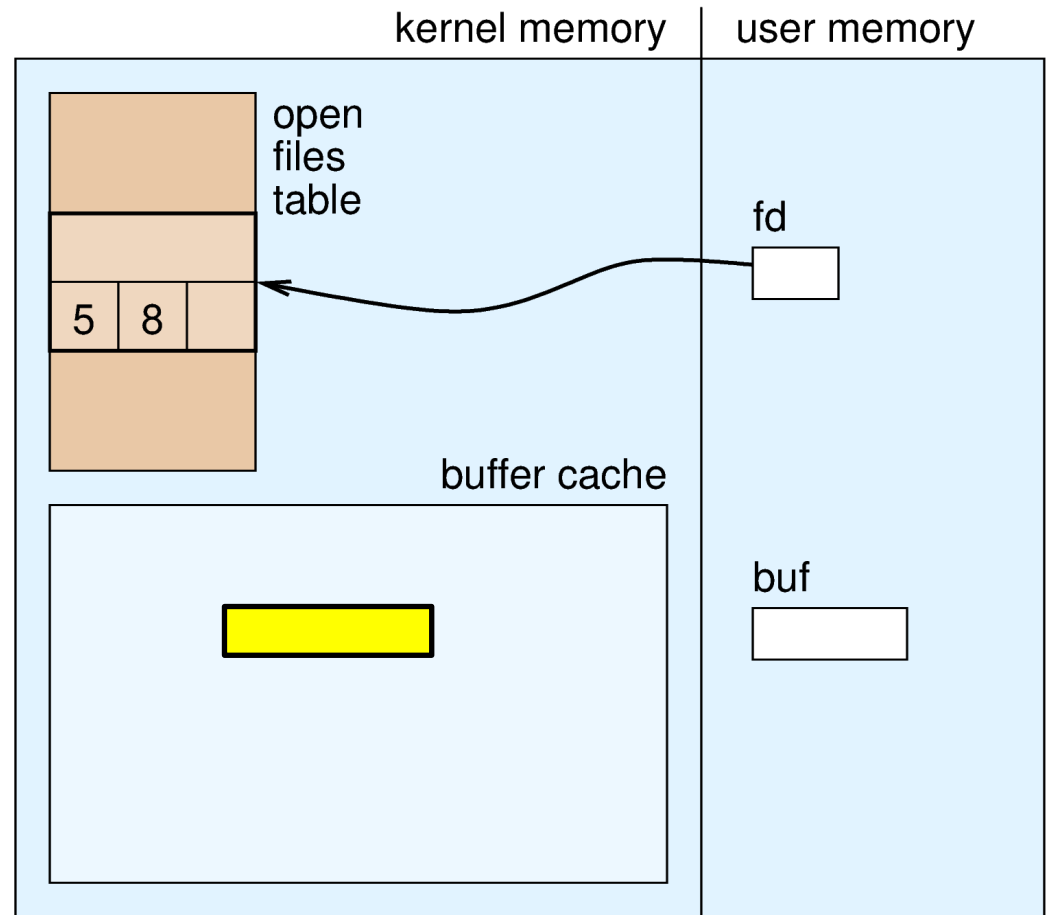 kernel memory
user memory
open
files
table
fd
5
8
buffer cache
buf